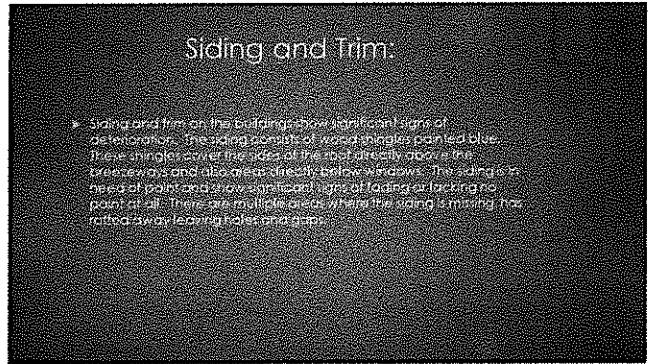 Siding and Trim:
Siding and trim on the buildings show significant signs of
deterioration. The siding consists of wood shingles painted blue.
These shingles cover the sides of the roof directly above the
breezeways and also areas directly below windows. The siding is in
need of paint and show significant signs of fading or lacking no
paint at all. There are multiple areas where the siding is missing, has
rotted away leaving holes and gaps.